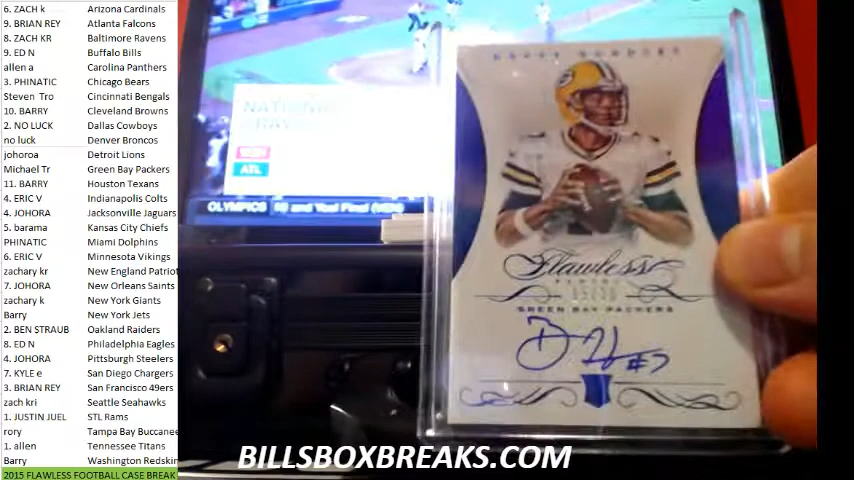 6. ZACH k Arizona Cardinals
9. BRIAN REY Atlanta Falcons
8. ZACH KR Baltimore Ravens
9. ED N Buffalo Bills
allen a Carolina Panthers
3. PHINATIC Chicago Bears
Steven Tro Cincinnati Bengals
10. BARRY Cleveland Browns
2. NO LUCK Dallas Cowboys
no luck Denver Broncos
johoroa Detroit Lions
Michael Tr Green Bay Packers
11. BARRY Houston Texans
4. ERIC V Indianapolis Colts
4. JOHORA Jacksonville Jaguars
5. barama Kansas City Chiefs
PHINATIC Miami Dolphins
6. ERIC V Minnesota Vikings
zachary kr New England Patriot
7. JOHORA New Orleans Saints
zachary k New York Giants
Barry New York Jets
2. BEN STRAUB Oakland Raiders
8. ED N Philadelphia Eagles
4. JOHORA Pittsburgh Steelers
7. KYLE e San Diego Chargers
3. BRIAN REY San Francisco 49ers
zach kri Seattle Seahawks
1. JUSTIN JUEL STL Rams
rory Tampa Bay Buccanee
1. allen Tennessee Titans
Barry Washington Redskin
2015 FLAWLESS FOOTBALL CASE BREAK
NATIONAL
ATL
OLYMPICS
Flawless
GREEN BAY PACKERS
#7
BILLSBOXBREAKS.COM